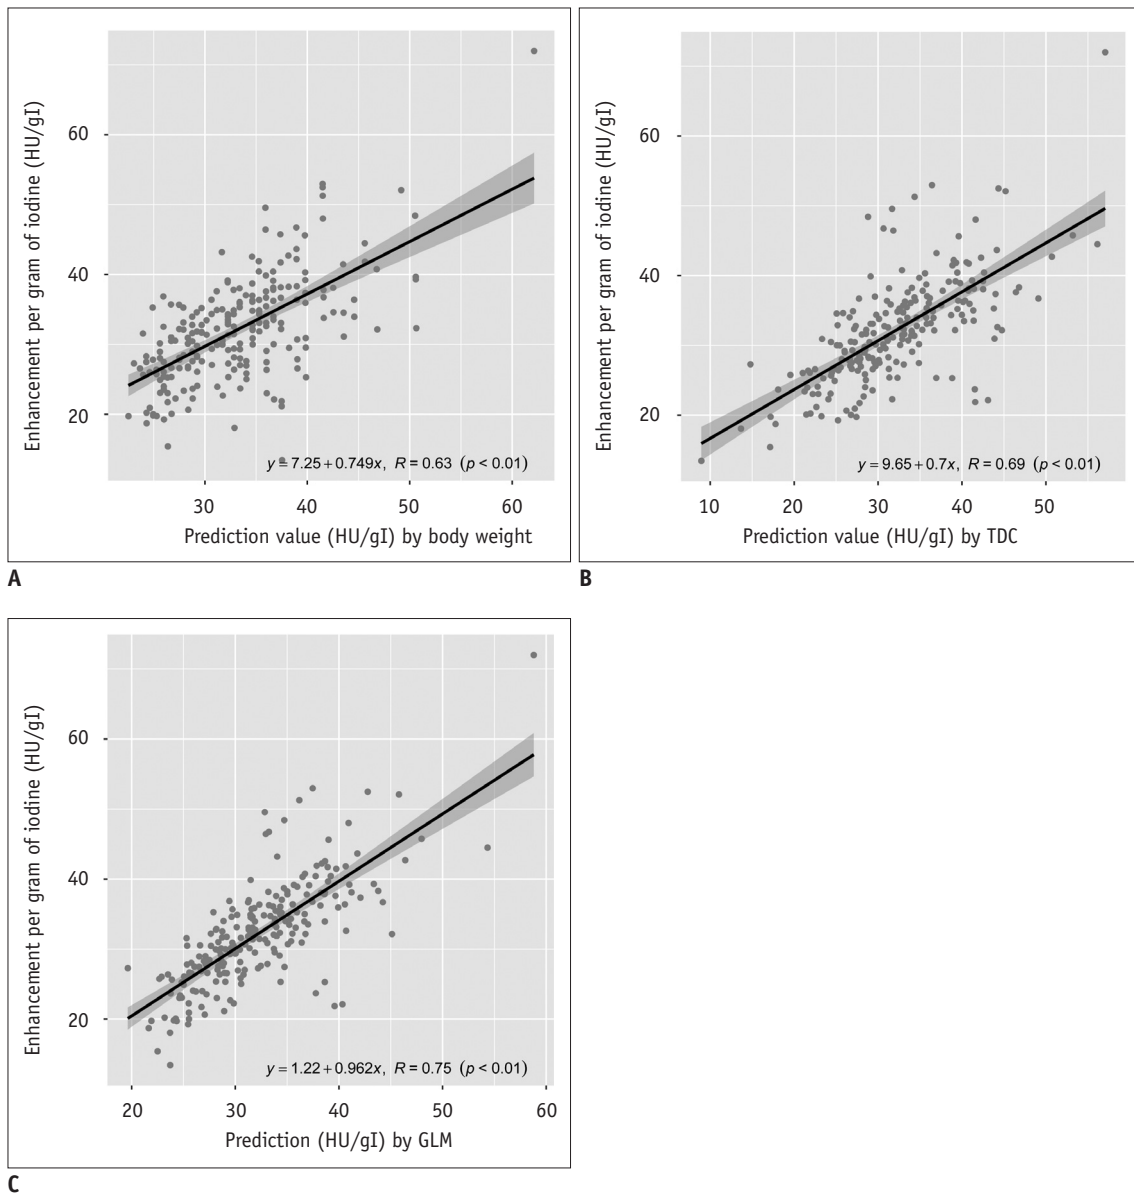 Enhancement per gram of iodine (HU/gI)
60
40
20
y = 7.25 + 0.749x, R = 0.63 (p < 0.01)
30 40 50 60
Prediction value (HU/gI) by body weight
A
Enhancement per gram of iodine (HU/gI)
60
40
20
y = 9.65 + 0.7x, R = 0.69 (p < 0.01)
10 20 30 40 50
Prediction value (HU/gI) by TDC
B
Enhancement per gram of iodine (HU/gI)
60
40
20
y = 1.22 + 0.962x, R = 0.75 (p < 0.01)
20 30 40 50 60
Prediction (HU/gI) by GLM
C